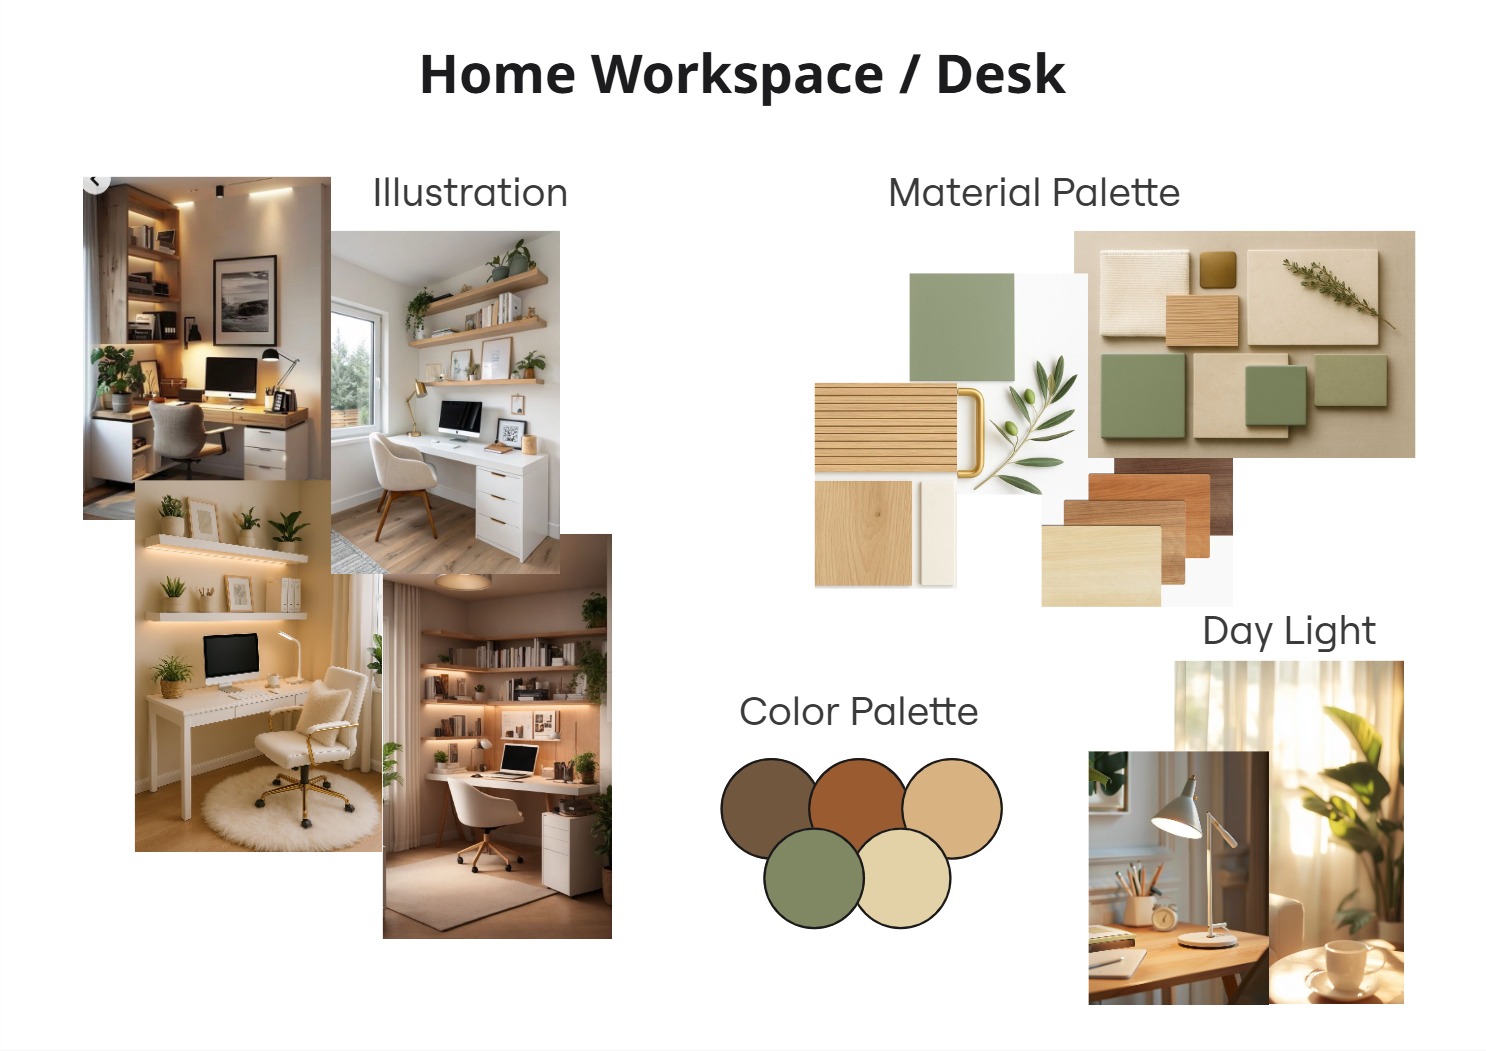 Home Workspace / Desk
Illustration
Material Palette
Day Light
Color Palette